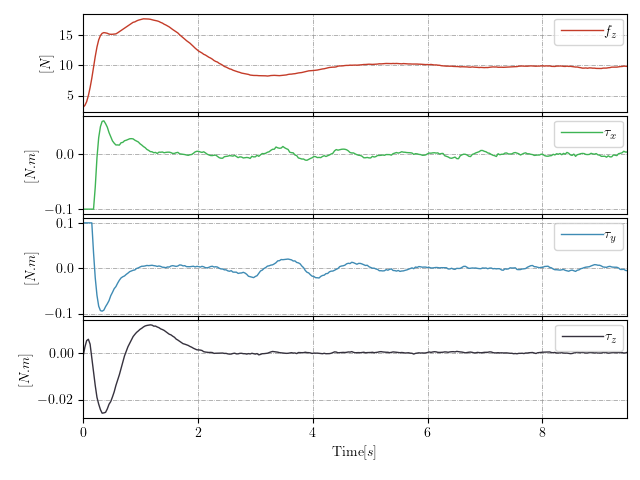 15
10
5
[N]
f_z
0.0
−0.1
[N.m]
τ_x
0.1
0.0
−0.1
[N.m]
τ_y
0.00
−0.02
[N.m]
τ_z
0 2 4 6 8
Time[s]